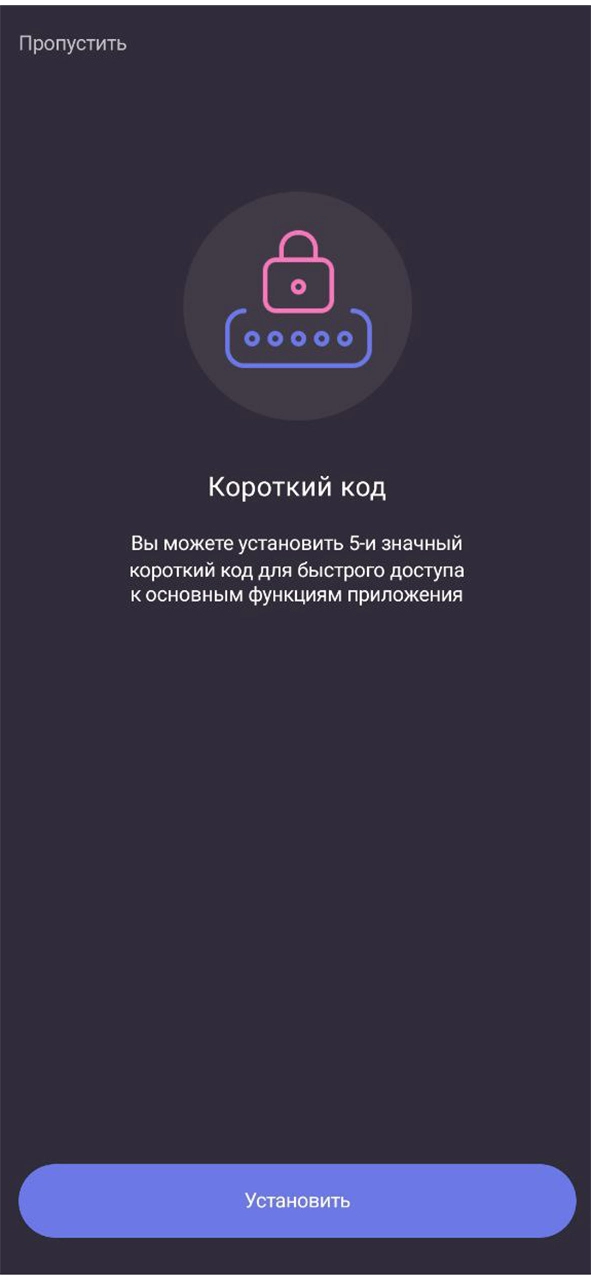 Пропустить
Короткий код
Вы можете установить 5-и значный
короткий код для быстрого доступа
к основным функциям приложения
Установить